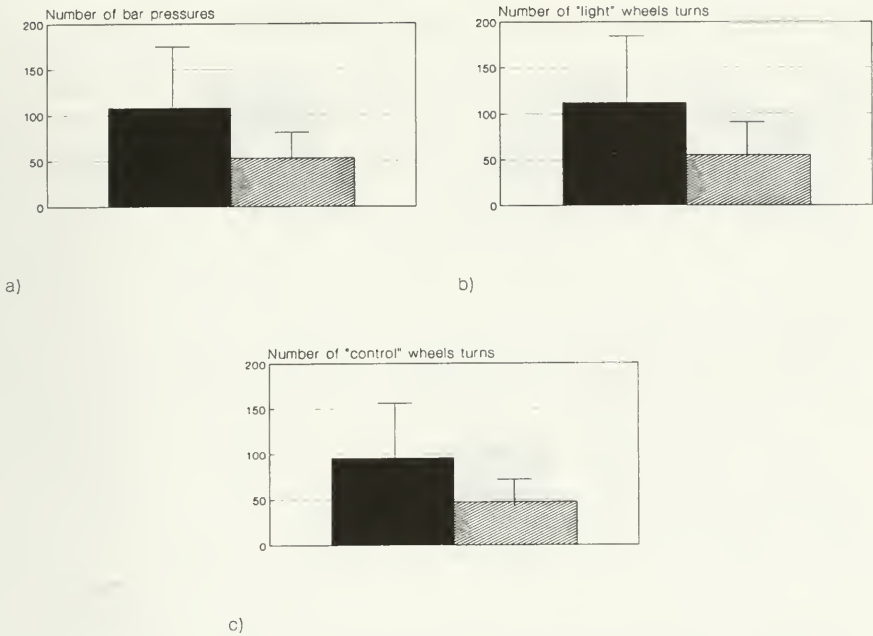 Number of bar pressures
200
150
100
50
0
a)
Number of "light" wheels turns
200
150
100
50
0
b)
Number of "control" wheels turns
200
150
100
50
0
c)